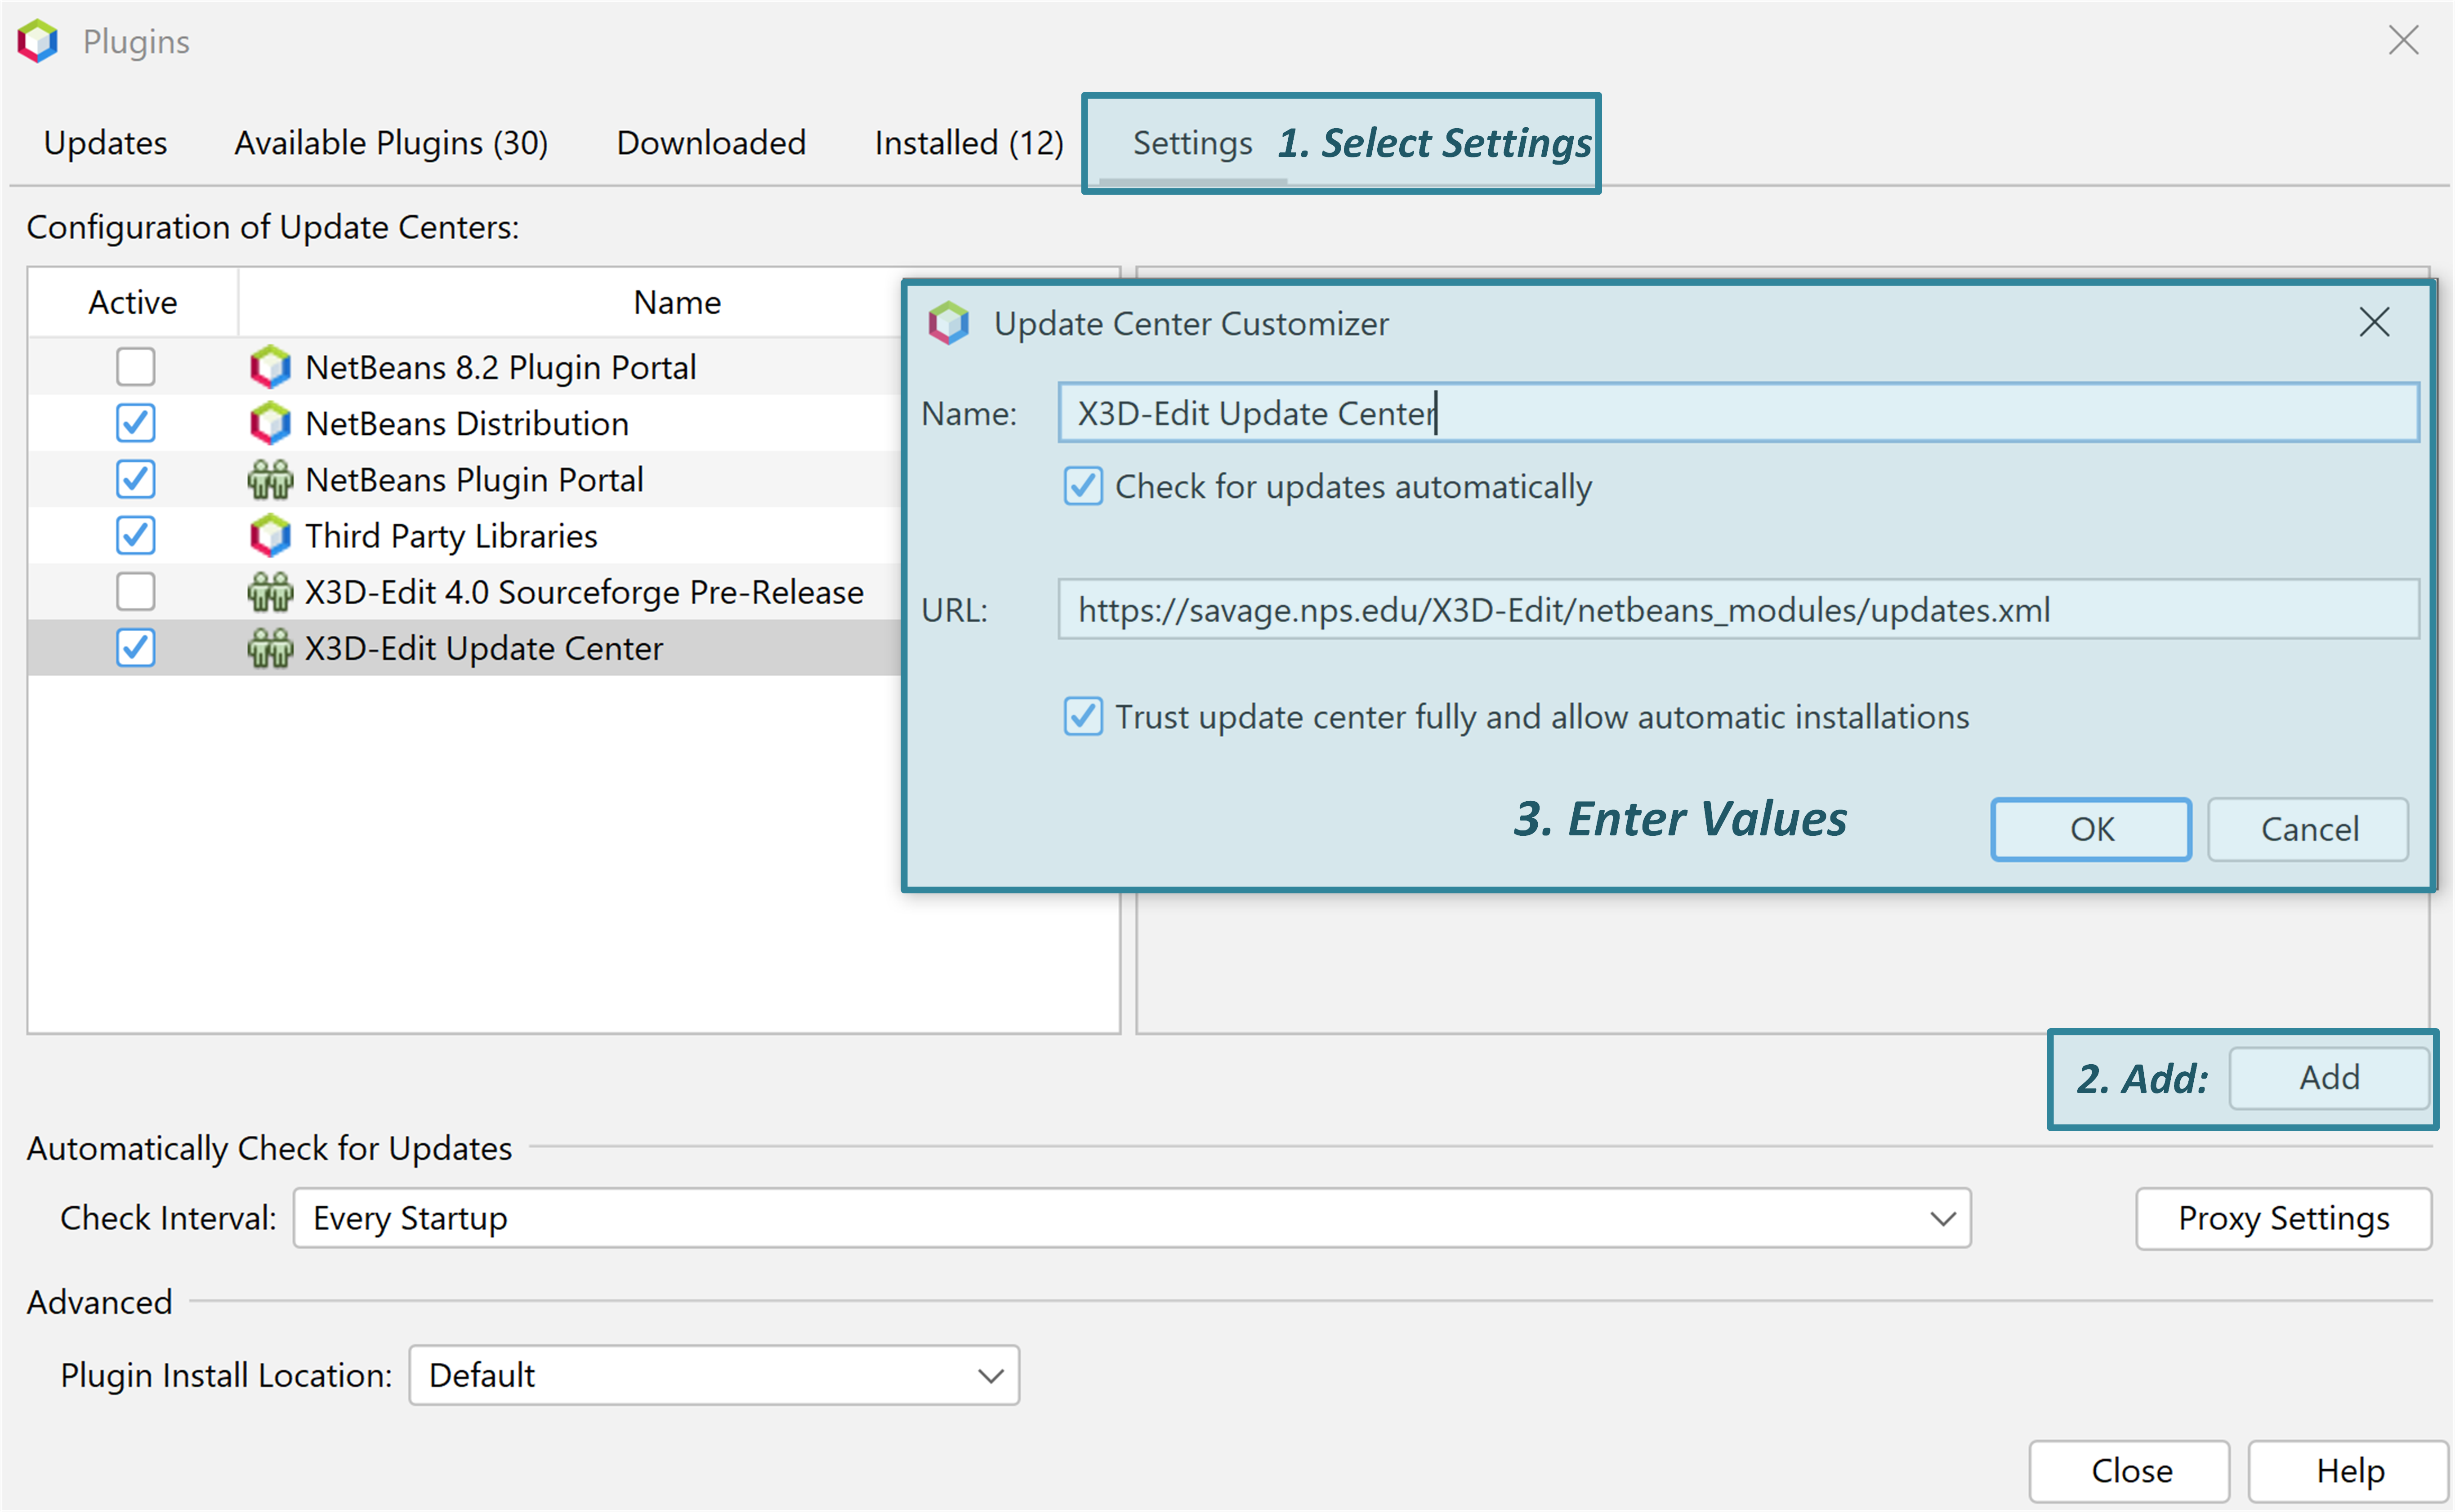 Plugins
Updates Available Plugins (30) Downloaded Installed (12) Settings 1. Select Settings
Configuration of Update Centers:
Active Name
NetBeans 8.2 Plugin Portal
NetBeans Distribution
NetBeans Plugin Portal
Third Party Libraries
X3D-Edit 4.0 Sourceforge Pre-Release
X3D-Edit Update Center
Update Center Customizer
Name: X3D-Edit Update Center
Check for updates automatically
URL: https://savage.nps.edu/X3D-Edit/netbeans_modules/updates.xml
Trust update center fully and allow automatic installations
3. Enter Values OK Cancel
2. Add: Add
Automatically Check for Updates
Check Interval: Every Startup Proxy Settings
Advanced
Plugin Install Location: Default
Close Help